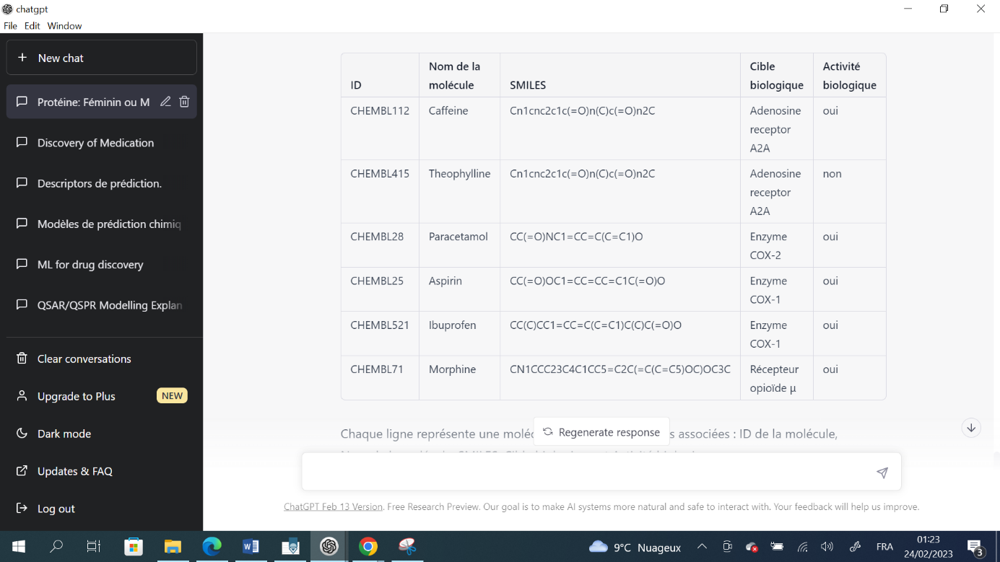 chatgpt
File Edit Window
New chat
Protéine: Féminin ou M
Discovery of Medication
Descriptors de prédiction.
Modèles de prédiction chimiq
ML for drug discovery
QSAR/QSPR Modelling Explan
Clear conversations
Upgrade to Plus NEW
Dark mode
Updates & FAQ
Log out
ID Nom de la molécule SMILES Cible biologique Activité biologique
CHEMBL112 Caffeine Cn1cnc2c1c(=O)n(C)c(=O)n2C Adenosine receptor A2A oui
CHEMBL415 Theophylline Cn1cnc2c1c(=O)n(C)c(=O)n2C Adenosine receptor A2A non
CHEMBL28 Paracetamol CC(=O)NC1=CC=C(C=C1)O Enzyme COX-2 oui
CHEMBL25 Aspirin CC(=O)OC1=CC=CC=C1C(=O)O Enzyme COX-1 oui
CHEMBL521 Ibuprofen CC(C)CC1=CC=C(C=C1)C(C)C(=O)O Enzyme COX-1 oui
CHEMBL71 Morphine CN1CCC23C4C1CC5=C2C(=C(C=C5)OC)OC3C Récepteur opioïde µ oui
Chaque ligne représente une moléc s associées : ID de la molécule,
Regenerate response
ChatGPT Feb 13 Version. Free Research Preview. Our goal is to make AI systems more natural and safe to interact with. Your feedback will help us improve.
9°C Nuageux FRA 01:23
24/02/2023 3